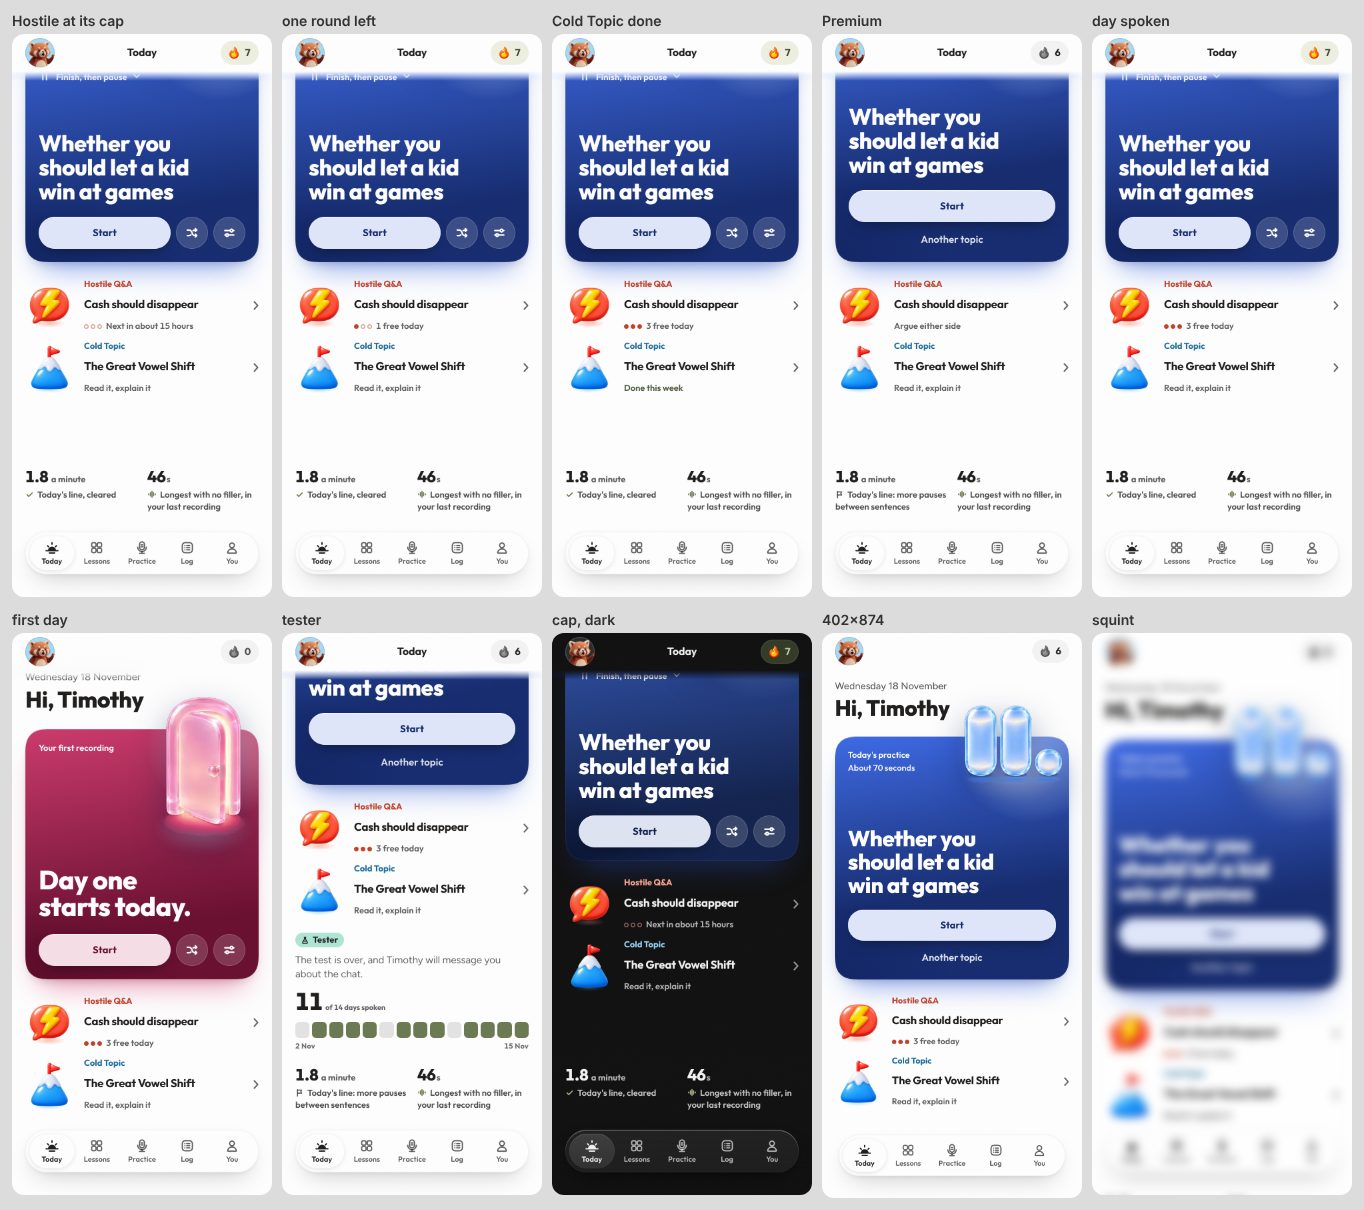 Hostile at its cap
Today
7
Finish, then pause
Whether you
should let a kid
win at games
Start
Hostile Q&A
Cash should disappear
Next in about 15 hours
Cold Topic
The Great Vowel Shift
Read it, explain it
1.8 a minute
Today's line, cleared
46s
Longest with no filler, in
your last recording
Today
Lessons
Practice
Log
You
one round left
Today
7
Finish, then pause
Whether you
should let a kid
win at games
Start
Hostile Q&A
Cash should disappear
1 free today
Cold Topic
The Great Vowel Shift
Read it, explain it
1.8 a minute
Today's line, cleared
46s
Longest with no filler, in
your last recording
Today
Lessons
Practice
Log
You
Cold Topic done
Today
7
Finish, then pause
Whether you
should let a kid
win at games
Start
Hostile Q&A
Cash should disappear
3 free today
Cold Topic
The Great Vowel Shift
Done this week
1.8 a minute
Today's line, cleared
46s
Longest with no filler, in
your last recording
Today
Lessons
Practice
Log
You
Premium
Today
6
Whether you
should let a kid
win at games
Start
Another topic
Hostile Q&A
Cash should disappear
Argue either side
Cold Topic
The Great Vowel Shift
Read it, explain it
1.8 a minute
Today's line: more pauses
between sentences
46s
Longest with no filler, in
your last recording
Today
Lessons
Practice
Log
You
day spoken
Today
7
Finish, then pause
Whether you
should let a kid
win at games
Start
Hostile Q&A
Cash should disappear
3 free today
Cold Topic
The Great Vowel Shift
Read it, explain it
1.8 a minute
Today's line, cleared
46s
Longest with no filler, in
your last recording
Today
Lessons
Practice
Log
You
first day
0
Wednesday 18 November
Hi, Timothy
Your first recording
Day one
starts today.
Start
Hostile Q&A
Cash should disappear
3 free today
Cold Topic
The Great Vowel Shift
Read it, explain it
Today
Lessons
Practice
Log
You
tester
Today
6
win at games
Start
Another topic
Hostile Q&A
Cash should disappear
3 free today
Cold Topic
The Great Vowel Shift
Read it, explain it
Tester
The test is over, and Timothy will message you
about the chat.
11 of 14 days spoken
2 Nov
15 Nov
1.8 a minute
Today's line: more pauses
between sentences
46s
Longest with no filler, in
your last recording
Today
Lessons
Practice
Log
You
cap, dark
Today
7
Finish, then pause
Whether you
should let a kid
win at games
Start
Hostile Q&A
Cash should disappear
Next in about 15 hours
Cold Topic
The Great Vowel Shift
Read it, explain it
1.8 a minute
Today's line, cleared
46s
Longest with no filler, in
your last recording
Today
Lessons
Practice
Log
You
402×874
6
Wednesday 18 November
Hi, Timothy
Today's practice
About 70 seconds
Whether you
should let a kid
win at games
Start
Another topic
Hostile Q&A
Cash should disappear
3 free today
Cold Topic
The Great Vowel Shift
Read it, explain it
Today
Lessons
Practice
Log
You
squint
Hi, Timothy
Whether you
should let a kid
win at games